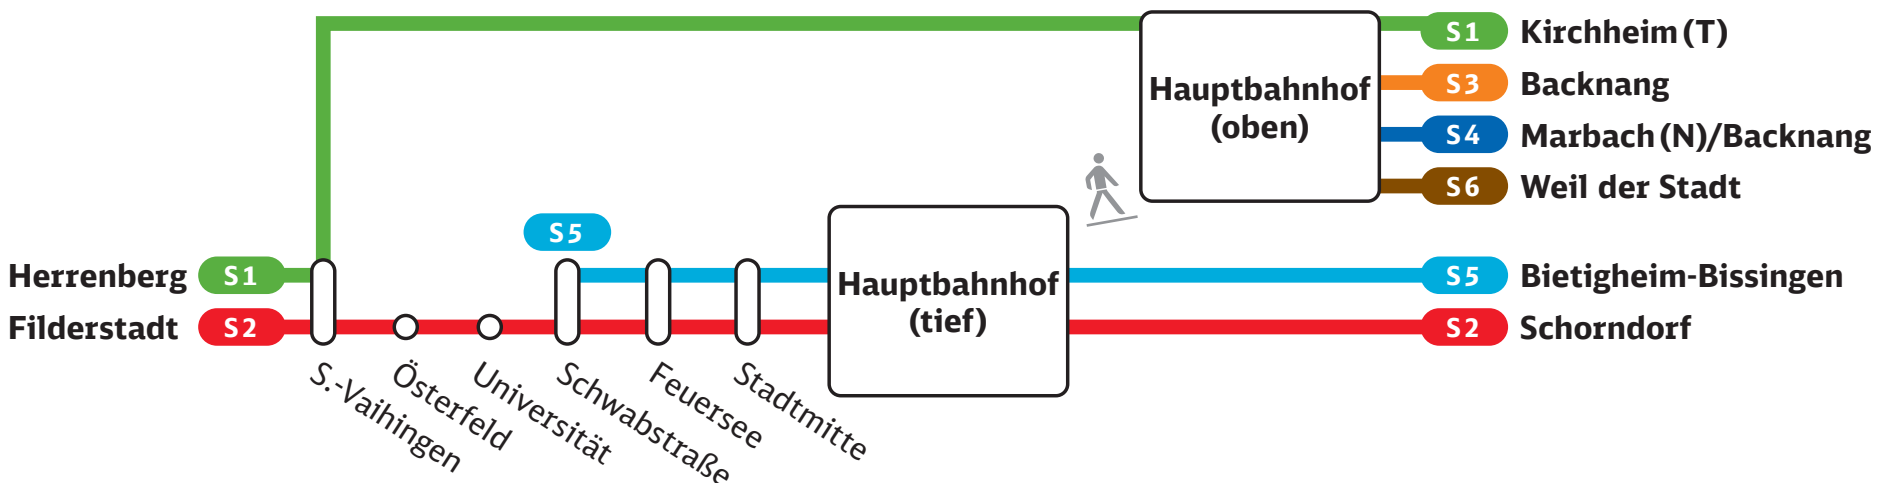 S1 Kirchheim (T)
S3 Backnang
Hauptbahnhof
(oben)
S4 Marbach (N)/Backnang
S6 Weil der Stadt
S5
Herrenberg S1
Hauptbahnhof
(tief)
S5 Bietigheim-Bissingen
Filderstadt S2
S2 Schorndorf
S.-Vaihingen
Österfeld
Universität
Schwabstraße
Feuersee
Stadtmitte